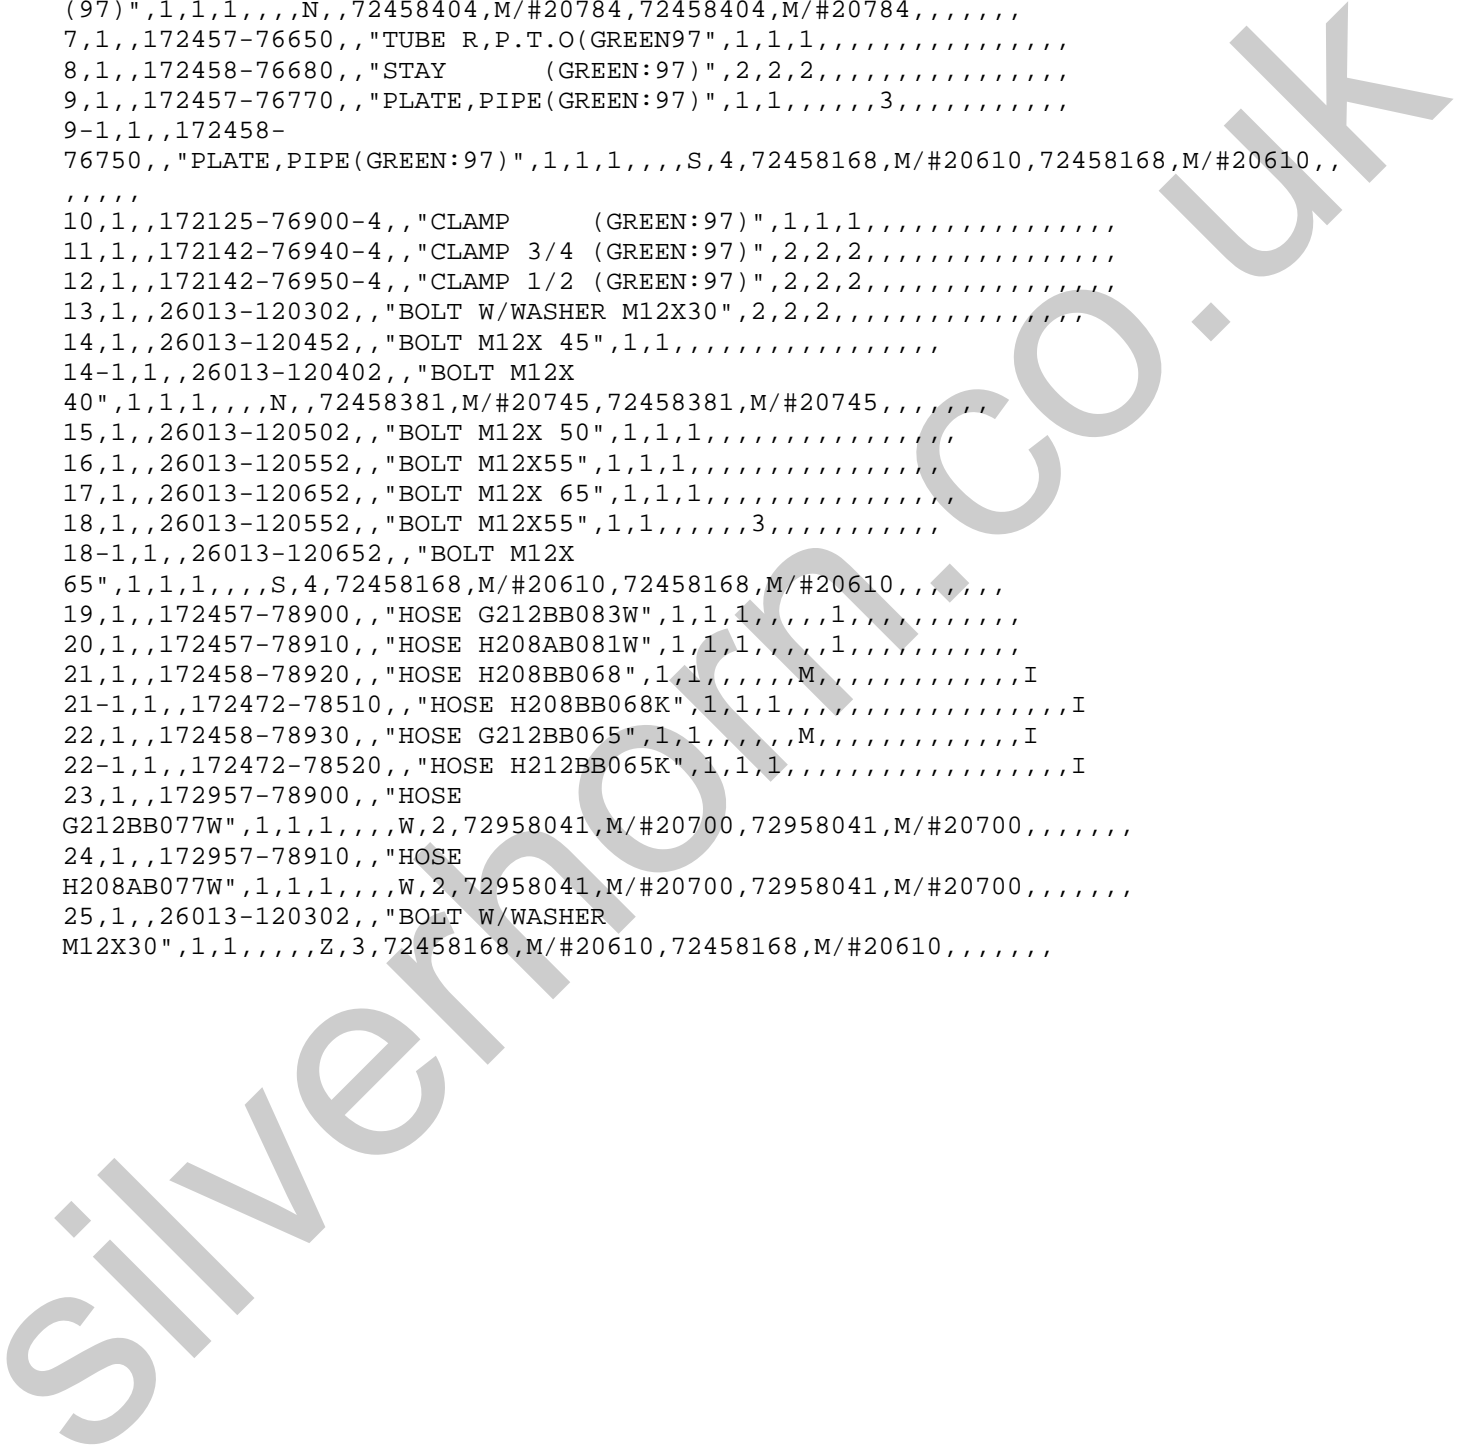 (97)",1,1,1,,,,N,,72458404,M/#20784,72458404,M/#20784,,,,,,,
7,1,,172457-76650,,"TUBE R,P.T.O(GREEN97",1,1,1,,,,,,,,,,,,,,,,
8,1,,172458-76680,,"STAY      (GREEN:97)",2,2,2,,,,,,,,,,,,,,,,
9,1,,172457-76770,,"PLATE,PIPE(GREEN:97)",1,1,,,,,,3,,,,,,,,,,,
9-1,1,,172458-
76750,,"PLATE,PIPE(GREEN:97)",1,1,1,,,,S,4,72458168,M/#20610,72458168,M/#20610,,
,,,,,
10,1,,172125-76900-4,,"CLAMP     (GREEN:97)",1,1,1,,,,,,,,,,,,,,,,
11,1,,172142-76940-4,,"CLAMP 3/4 (GREEN:97)",2,2,2,,,,,,,,,,,,,,,,
12,1,,172142-76950-4,,"CLAMP 1/2 (GREEN:97)",2,2,2,,,,,,,,,,,,,,,,
13,1,,26013-120302,,"BOLT W/WASHER M12X30",2,2,2,,,,,,,,,,,,,,,,
14,1,,26013-120452,,"BOLT M12X 45",1,1,,,,,,,,,,,,,,,,,
14-1,1,,26013-120402,,"BOLT M12X
40",1,1,1,,,,N,,72458381,M/#20745,72458381,M/#20745,,,,,,,
15,1,,26013-120502,,"BOLT M12X 50",1,1,1,,,,,,,,,,,,,,,,
16,1,,26013-120552,,"BOLT M12X55",1,1,1,,,,,,,,,,,,,,,,
17,1,,26013-120652,,"BOLT M12X 65",1,1,1,,,,,,,,,,,,,,,,
18,1,,26013-120552,,"BOLT M12X55",1,1,,,,,,3,,,,,,,,,,,
18-1,1,,26013-120652,,"BOLT M12X
65",1,1,1,,,,S,4,72458168,M/#20610,72458168,M/#20610,,,,,,,
19,1,,172457-78900,,"HOSE G212BB083W",1,1,1,,,,,1,,,,,,,,,,,
20,1,,172457-78910,,"HOSE H208AB081W",1,1,1,,,,,1,,,,,,,,,,,
21,1,,172458-78920,,"HOSE H208BB068",1,1,,,,,,M,,,,,,,,,,,,,I
21-1,1,,172472-78510,,"HOSE H208BB068K",1,1,1,,,,,,,,,,,,,,,,,,I
22,1,,172458-78930,,"HOSE G212BB065",1,1,,,,,,M,,,,,,,,,,,,,I
22-1,1,,172472-78520,,"HOSE H212BB065K",1,1,1,,,,,,,,,,,,,,,,,,I
23,1,,172957-78900,,"HOSE
G212BB077W",1,1,1,,,,W,2,72958041,M/#20700,72958041,M/#20700,,,,,,,
24,1,,172957-78910,,"HOSE
H208AB077W",1,1,1,,,,W,2,72958041,M/#20700,72958041,M/#20700,,,,,,,
25,1,,26013-120302,,"BOLT W/WASHER
M12X30",1,1,,,,,Z,3,72458168,M/#20610,72458168,M/#20610,,,,,,,
silverhorn.co.uk